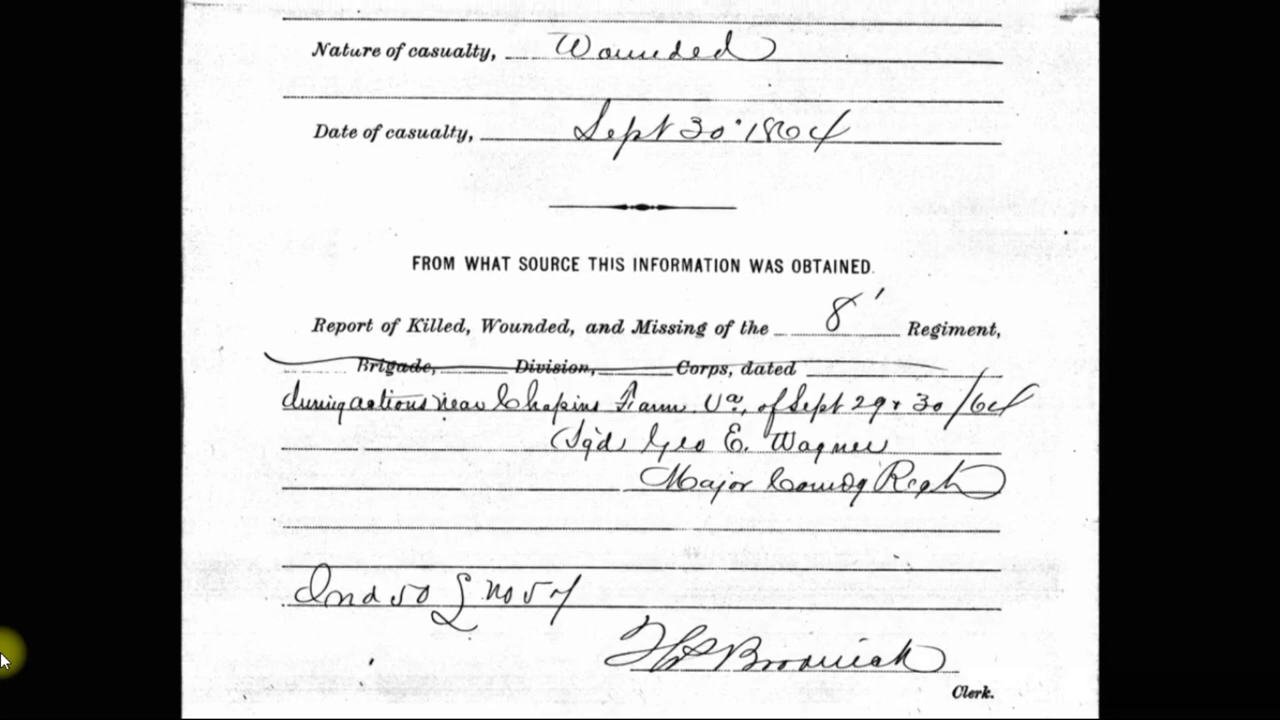 Nature of casualty, Wounded
Date of casualty, Sept 30" 1864
FROM WHAT SOURCE THIS INFORMATION WAS OBTAINED.
Report of Killed, Wounded, and Missing of the 8' Regiment,
Brigade, Division, Corps, dated
during actions near Chapins Farm Va, of Sept 29 & 30/64
(Sg'd Geo E. Wagner
Major Comdg Regt
Clerk.